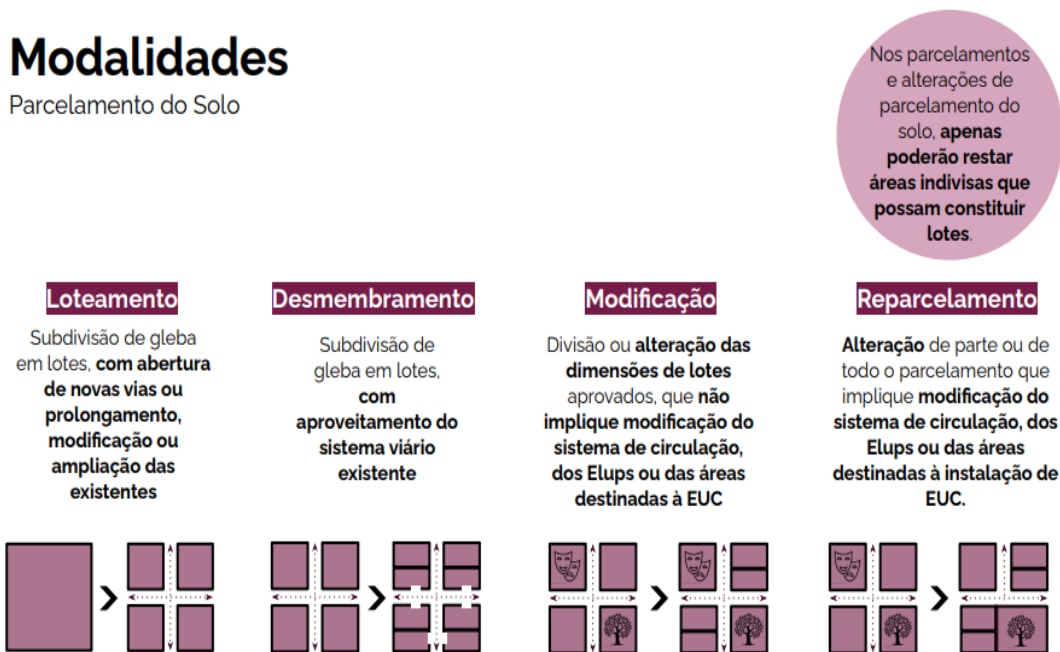 Modalidades
Parcelamento do Solo
Nos parcelamentos
e alterações de
parcelamento do
solo, apenas
poderão restar
áreas indivisas que
possam constituir
lotes.
Loteamento
Subdivisão de gleba
em lotes, com abertura
de novas vias ou
prolongamento,
modificação ou
ampliação das
existentes
Desmembramento
Subdivisão de
gleba em lotes,
com
aproveitamento do
sistema viário
existente
Modificação
Divisão ou alteração das
dimensões de lotes
aprovados, que não
implique modificação do
sistema de circulação,
dos Elups ou das áreas
destinadas à EUC
Reparcelamento
Alteração de parte ou de
todo o parcelamento que
implique modificação do
sistema de circulação, dos
Elups ou das áreas
destinadas à instalação de
EUC.